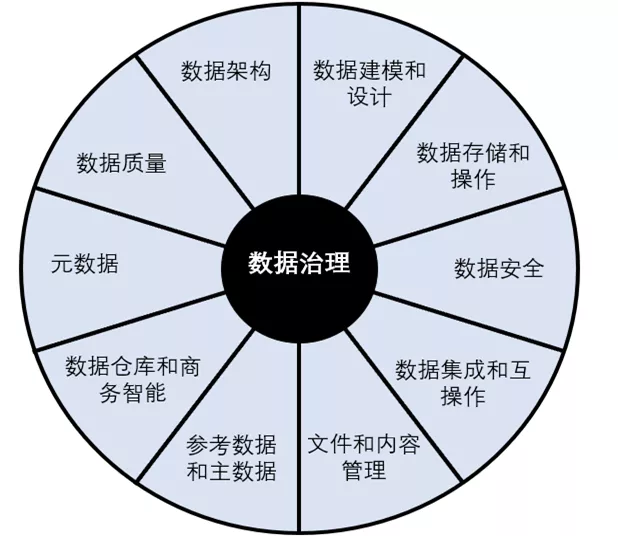 数据架构
数据建模和
设计
数据存储和
操作
数据安全
数据集成和互
操作
文件和内容
管理
参考数据
和主数据
数据仓库和商
务智能
元数据
数据质量
数据治理